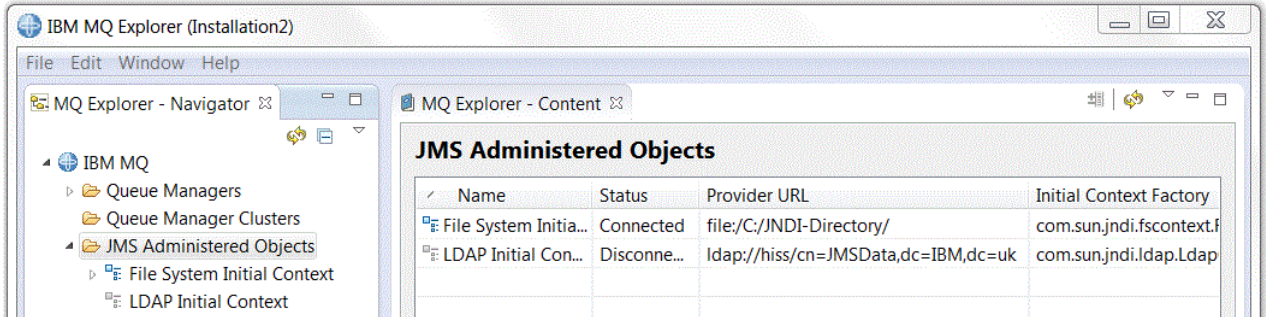 IBM MQ Explorer (Installation2)
File Edit Window Help
MQ Explorer - Navigator
IBM MQ
Queue Managers
Queue Manager Clusters
JMS Administered Objects
File System Initial Context
LDAP Initial Context
MQ Explorer - Content
JMS Administered Objects
Name Status Provider URL Initial Context Factory
File System Initia... Connected file:/C:/JNDI-Directory/ com.sun.jndi.fscontext.F
LDAP Initial Con... Disconne... ldap://hiss/cn=JMSData,dc=IBM,dc=uk com.sun.jndi.ldap.Ldap